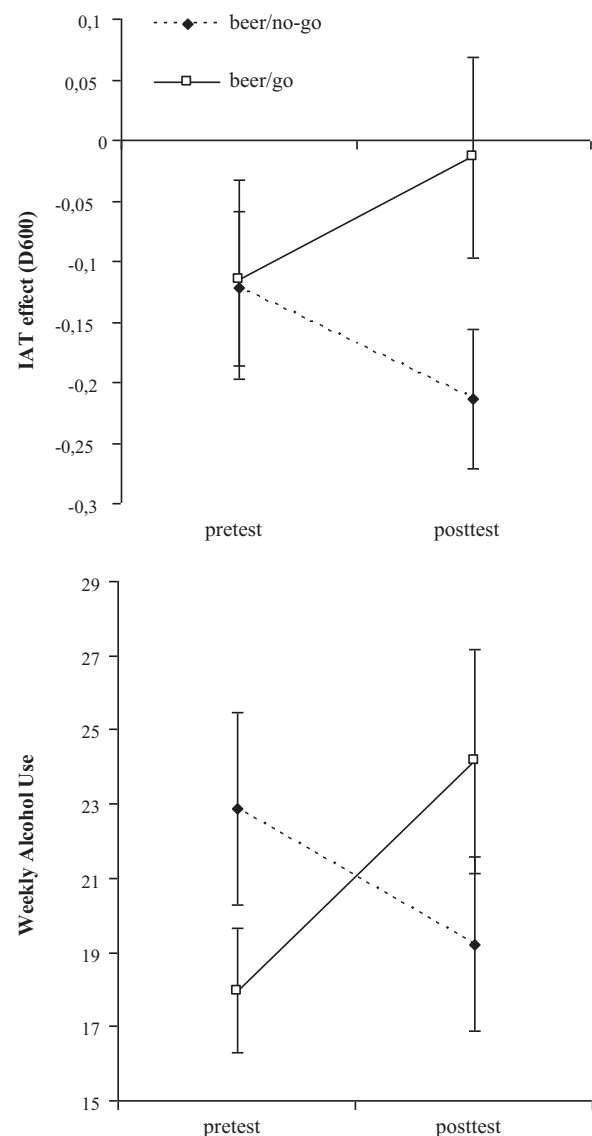 0,1
beer/no-go
0,05
beer/go
0
-0,05
-0,1
-0,15
-0,2
-0,25
-0,3
IAT effect (D600)
pretest posttest
29
27
25
23
21
19
17
15
Weekly Alcohol Use
pretest posttest